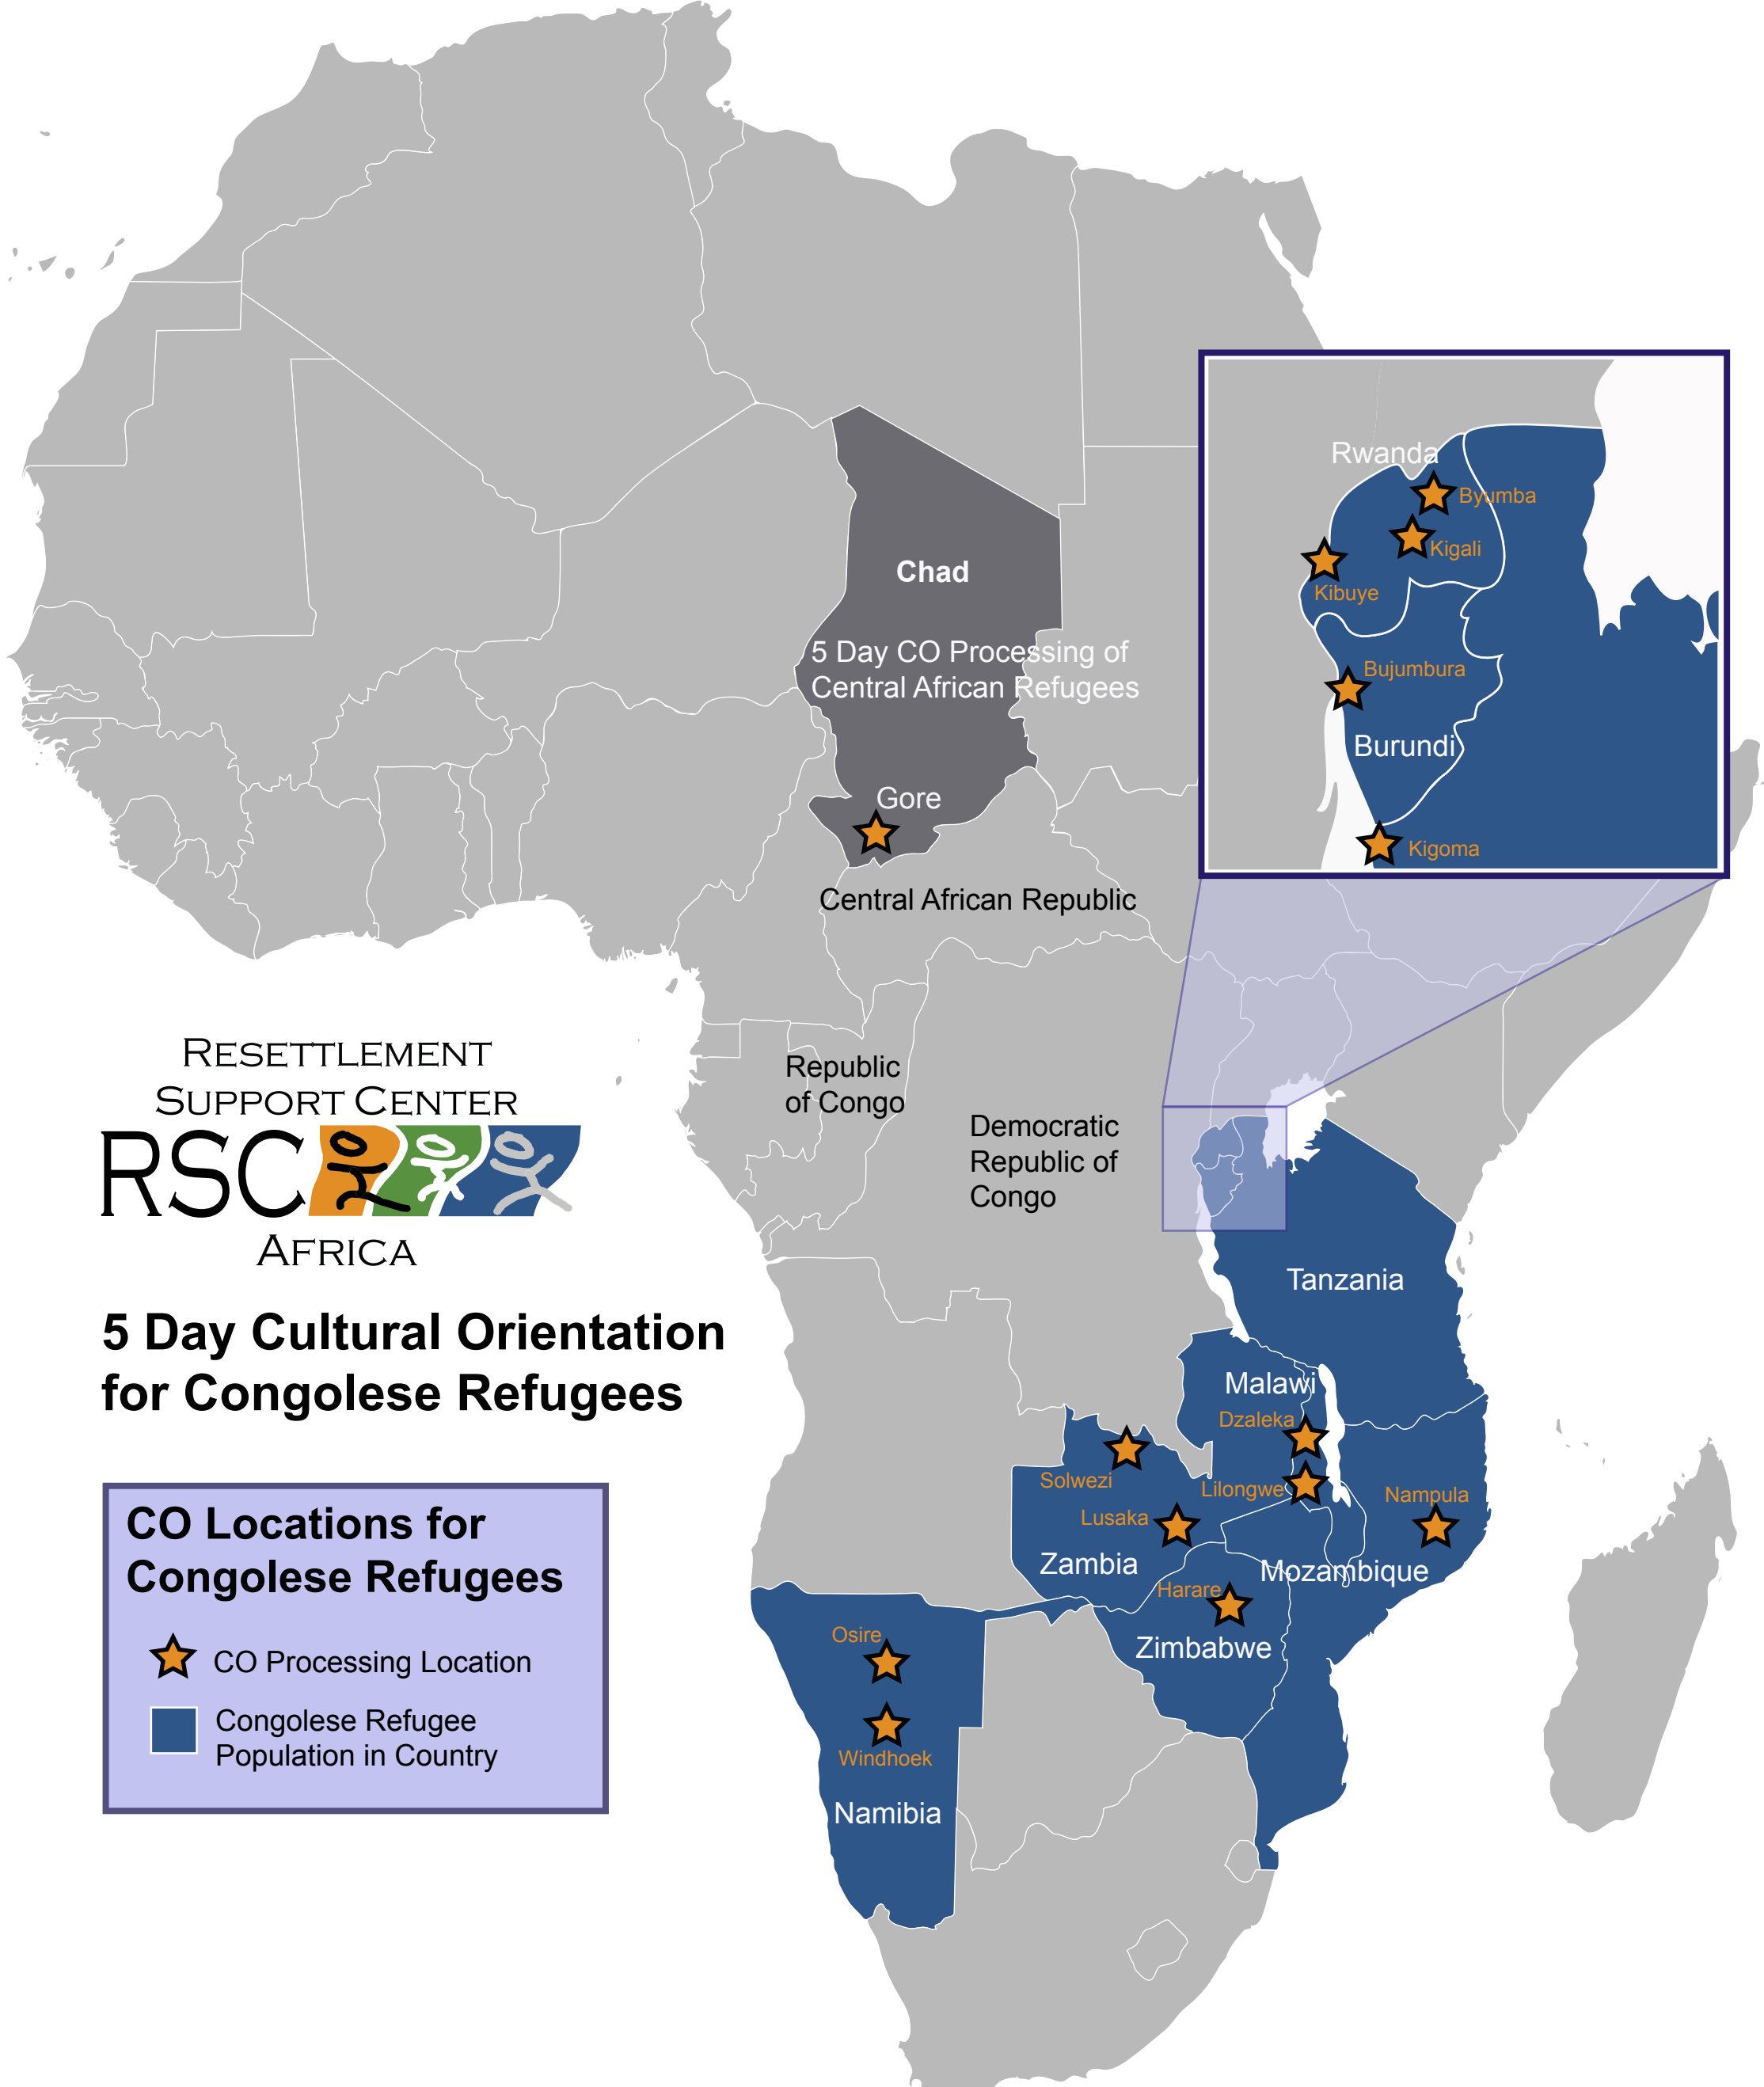 Rwanda
Byumba
Kigali
Kibuye
Bujumbura
Burundi
Kigoma
Chad
5 Day CO Processing of
Central African Refugees
Gore
Central African Republic
Republic
of Congo
Democratic
Republic of
Congo
RESETTLEMENT
SUPPORT CENTER
RSC
AFRICA
5 Day Cultural Orientation
for Congolese Refugees
Tanzania
Malawi
Dzaleka
Solwezi
Lilongwe
Nampula
Lusaka
Zambia
Mozambique
Harare
Zimbabwe
Osire
Windhoek
Namibia
CO Locations for
Congolese Refugees
CO Processing Location
Congolese Refugee
Population in Country